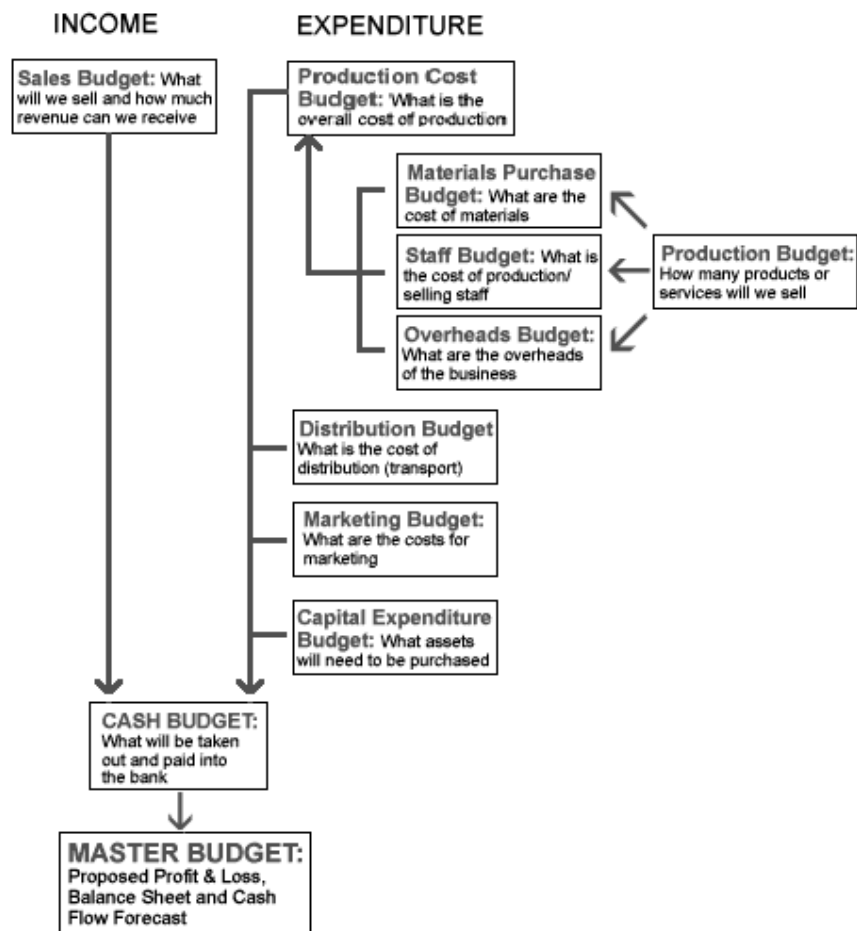 INCOME
EXPENDITURE
Sales Budget: What
will we sell and how much
revenue can we receive
Production Cost
Budget: 'What is the
overall cost of production
Materials Purchase
Budget: What are the
cost of materials
Staff Budget: What is
the cost of production/
selling staff
Overheads Budget:
What are the overheads
of the business
Production Budget:
How many products or
services will we sell
Distribution Budget
What is the cost of
distribution (transport)
Marketing Budget:
What are the costs for
marketing
Capital Expenditure
Budget: What assets
will need to be purchased
CASH BUDGET:
What will be taken
out and paid into
the bank
MASTER BUDGET:
Proposed Profit & Loss,
Balance Sheet and Cash
Flow Forecast